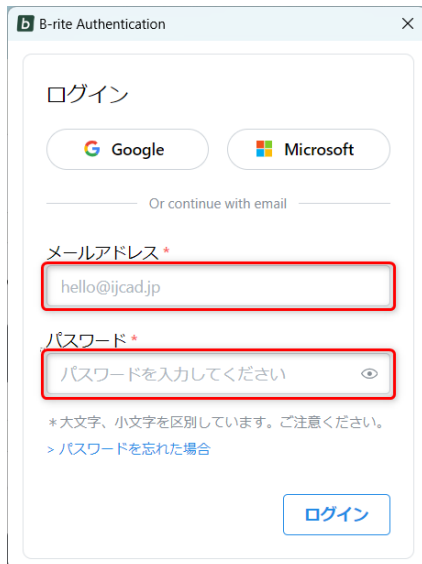 B-rite Authentication
ログイン
Google
Microsoft
Or continue with email
メールアドレス *
hello@ijcad.jp
パスワード *
パスワードを入力してください
*大文字、小文字を区別しています。ご注意ください。
> パスワードを忘れた場合
ログイン